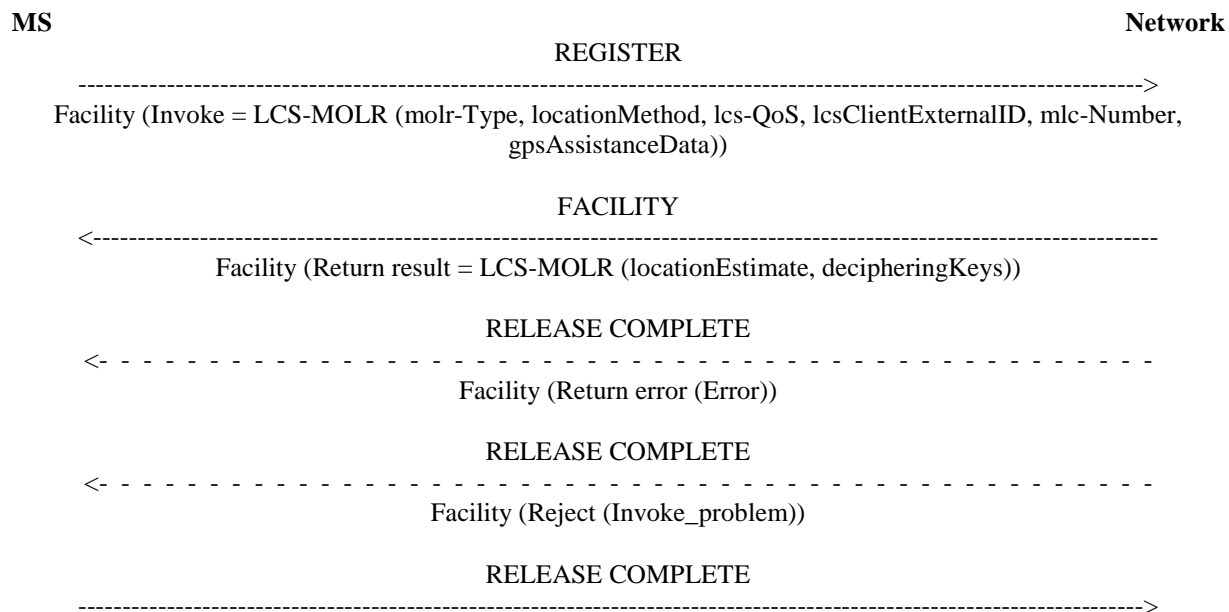 MS Network
REGISTER
------------------------------------------------------------------------------------------------------------------------>
Facility (Invoke = LCS-MOLR (molr-Type, locationMethod, lcs-QoS, lcsClientExternalID, mlc-Number,
gpsAssistanceData))
FACILITY
<------------------------------------------------------------------------------------------------------------------------
Facility (Return result = LCS-MOLR (locationEstimate, decipheringKeys))
RELEASE COMPLETE
<- - - - - - - - - - - - - - - - - - - - - - - - - - - - - - - - - - - - - - - - - - - - - - - -
Facility (Return error (Error))
RELEASE COMPLETE
<- - - - - - - - - - - - - - - - - - - - - - - - - - - - - - - - - - - - - - - - - - - - - - - -
Facility (Reject (Invoke_problem))
RELEASE COMPLETE
------------------------------------------------------------------------------------------------------------------------>